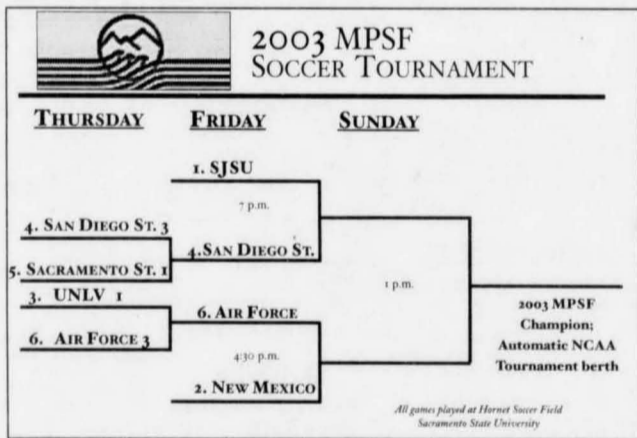 2003 MPSF
SOCCER TOURNAMENT
THURSDAY FRIDAY SUNDAY
1. SJSU
7 p.m.
4. SAN DIEGO ST. 3
4.SAN DIEGO ST.
5. SACRAMENTO ST. 1
3. UNLV 1
6. AIR FORCE
6. AIR FORCE 3
4:30 p.m.
2. NEW MEXICO
1 p.m.
2003 MPSF
Champion;
Automatic NCAA
Tournament berth
All games played at Hornet Soccer Field
Sacramento State University